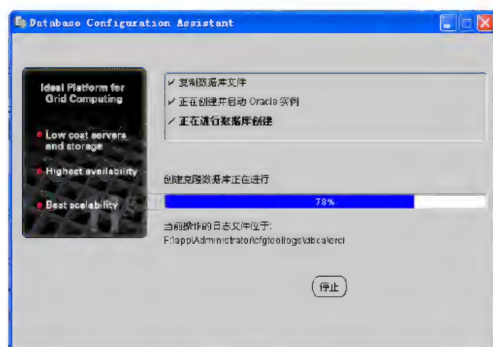 Database Configuration Assistant
Ideal Platform for
Grid Computing
Low cost servers
and storage
Highest availability
Best scalability
复制数据库文件
正在创建并启动 Oracle 实例
正在进行数据库创建
创建克隆数据库正在进行
78%
当前操作的日志文件位于:
F:\app\Administrator\cfgtoollogs\dbca\orcl
停止